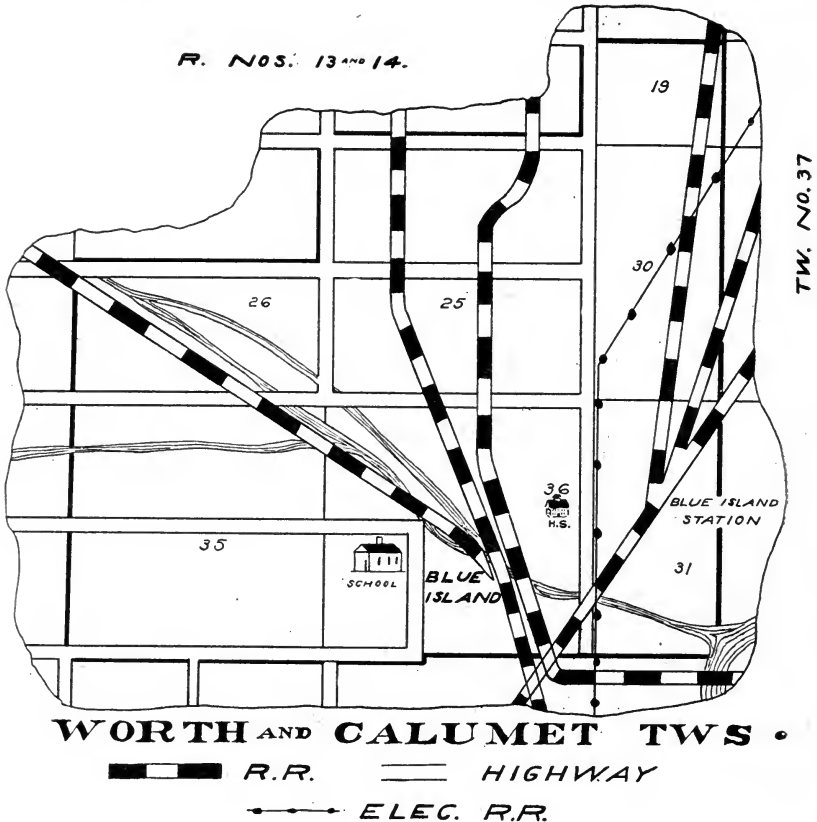 R. NOS. 13 AND 14.
19
TW. NO. 37
30
26
25
36
H.S.
BLUE ISLAND
STATION
35
SCHOOL
BLUE
ISLAND
31
WORTH AND CALUMET TWS.
R.R.
HIGHWAY
ELEC. R.R.